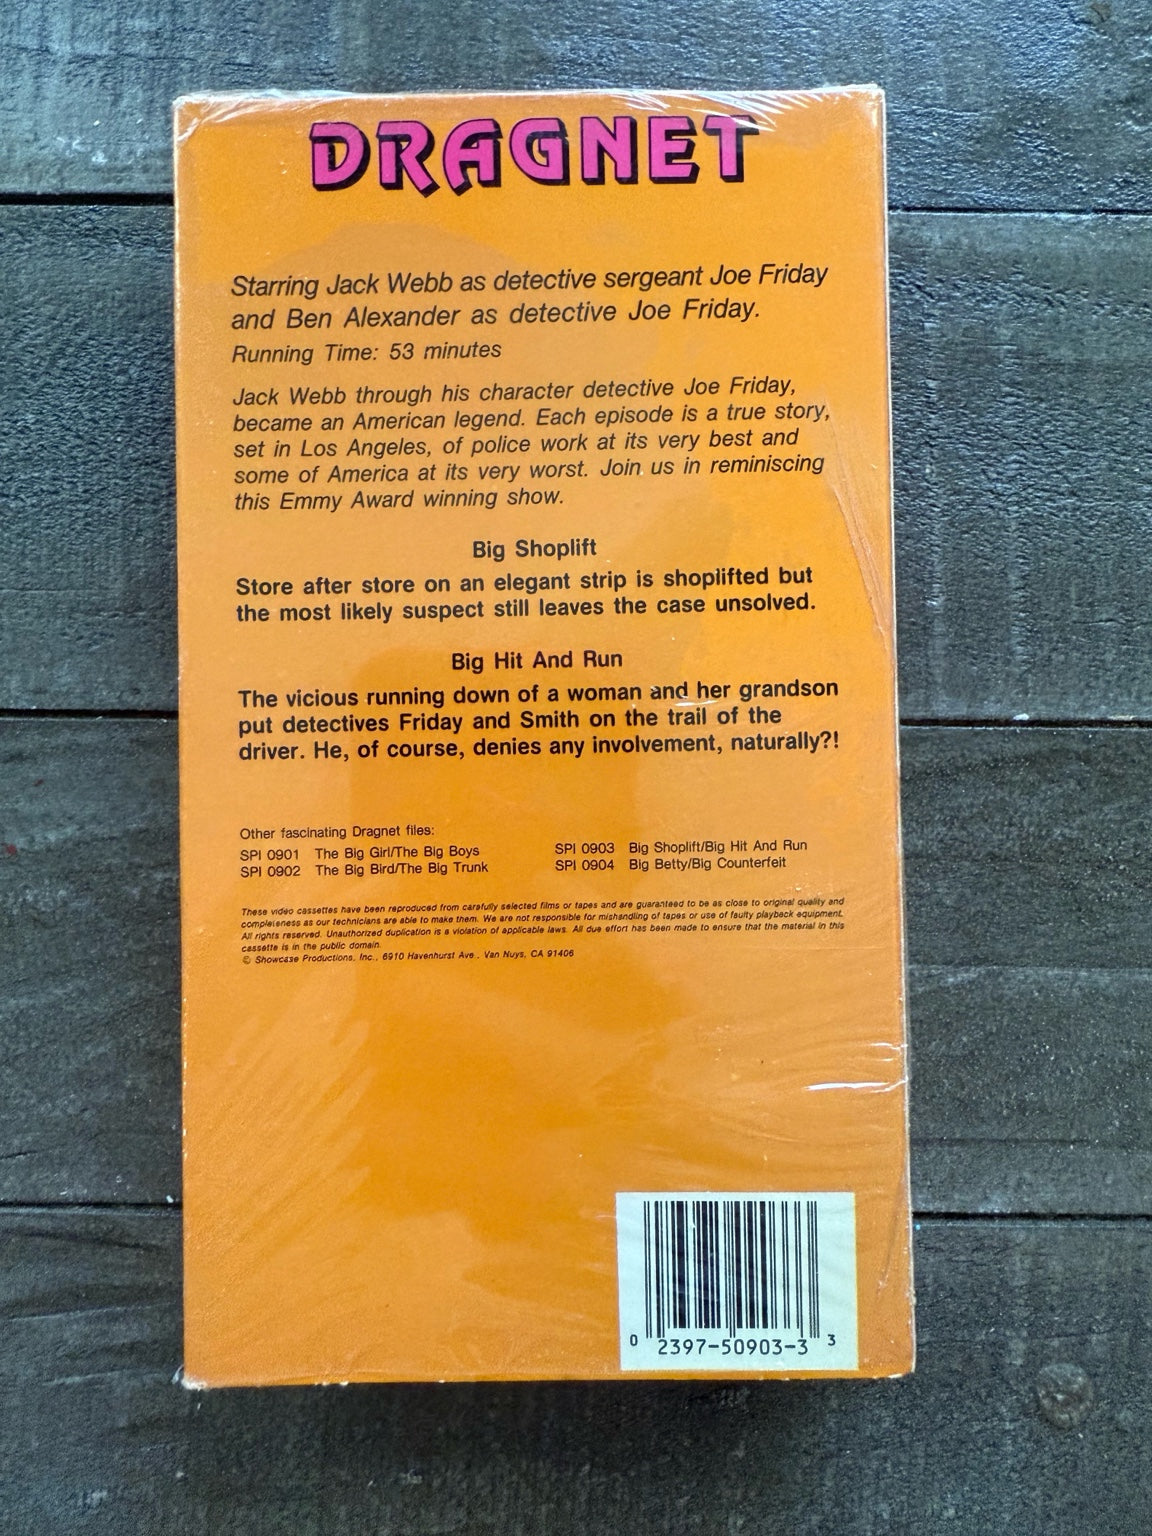 DRAGNET
Starring Jack Webb as detective sergeant Joe Friday
and Ben Alexander as detective Joe Friday.
Running Time: 53 minutes
Jack Webb through his character detective Joe Friday,
became an American legend. Each episode is a true story,
set in Los Angeles, of police work at its very best and
some of America at its very worst. Join us in reminiscing
this Emmy Award winning show.
Big Shoplift
Store after store on an elegant strip is shoplifted but
the most likely suspect still leaves the case unsolved.
Big Hit And Run
The vicious running down of a woman and her grandson
put detectives Friday and Smith on the trail of the
driver. He, of course, denies any involvement, naturally?!
Other fascinating Dragnet files:
SPI 0901 The Big Girl/The Big Boys
SPI 0902 The Big Bird/The Big Trunk
SPI 0903 Big Shoplift/Big Hit And Run
SPI 0904 Big Betty/Big Counterfeit
These video cassettes have been reproduced from carefully selected films or tapes and are guaranteed to be as close to original quality and
completeness as our technicians are able to make them. We are not responsible for mishandling of tapes or use of faulty playback equipment.
All rights reserved. Unauthorized duplication is a violation of applicable laws. All due effort has been made to ensure that the material in this
cassette is in the public domain.
© Showcase Productions, Inc., 6910 Havenhurst Ave., Van Nuys, CA 91406
0 2397-50903-3 3